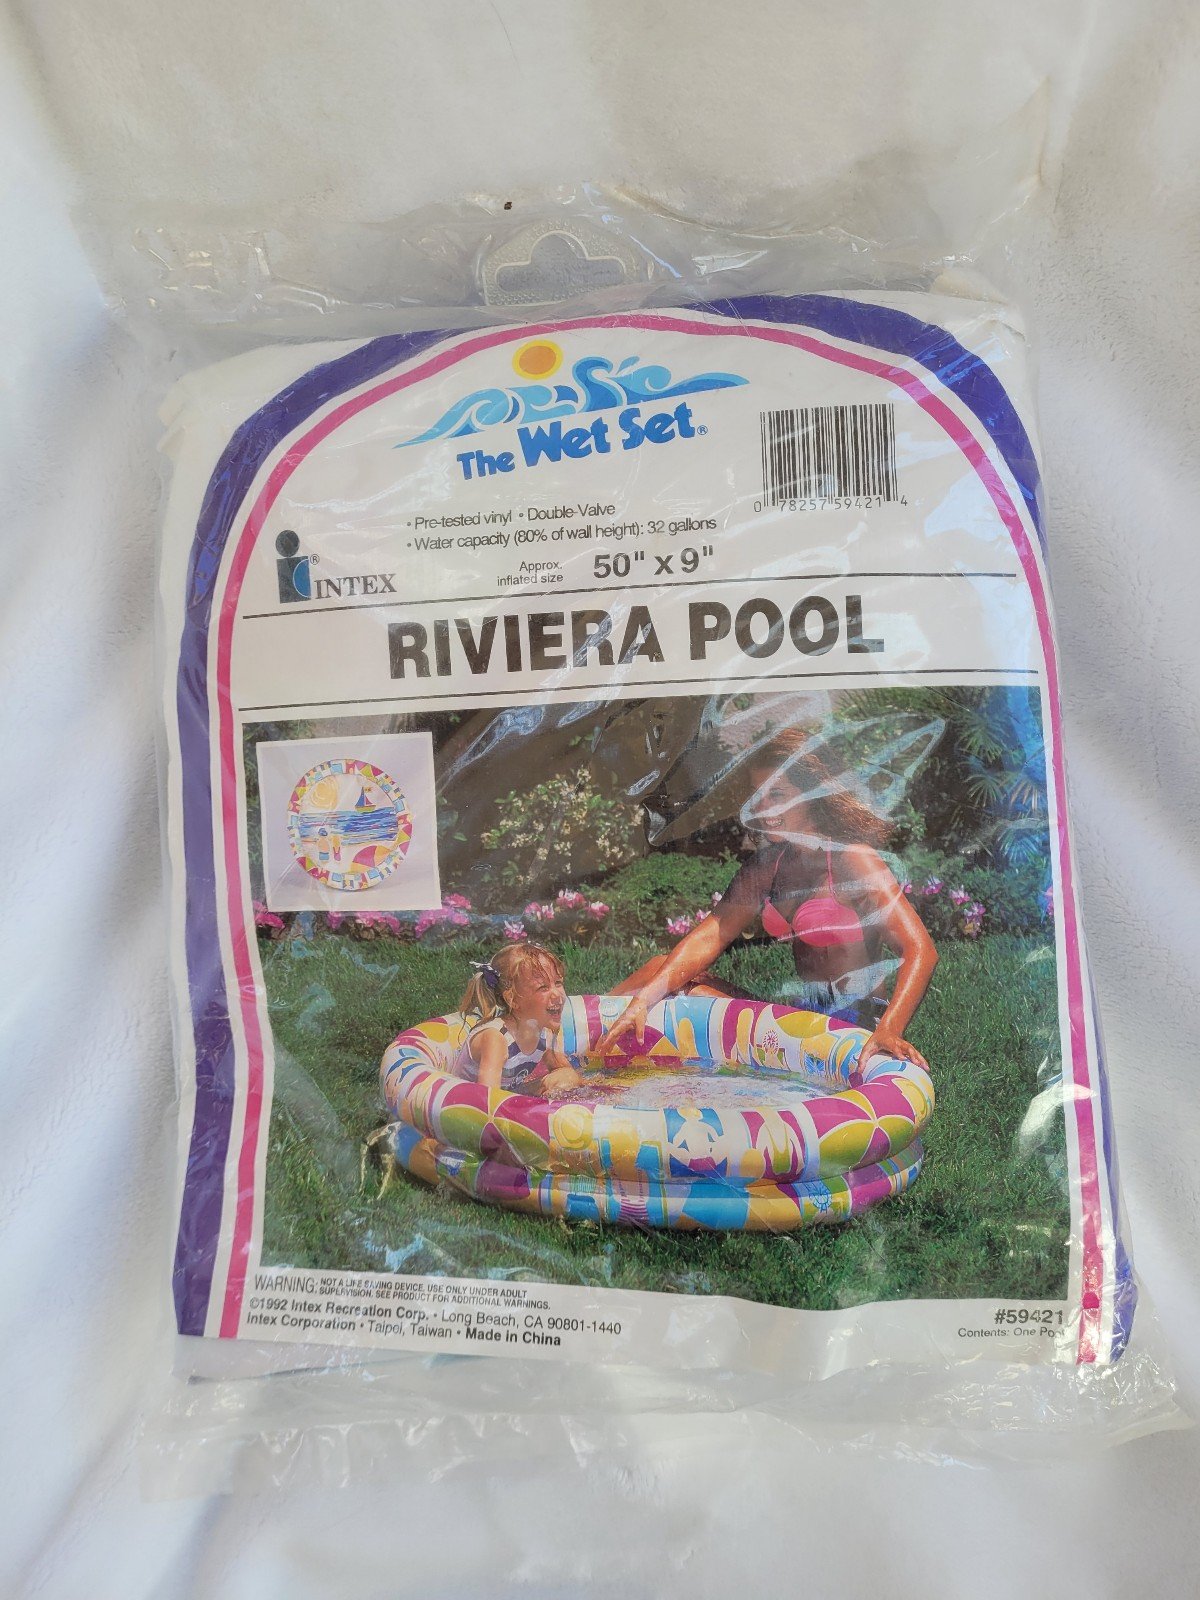 The Wet Set®
0 78257 59421 4
• Pre-tested vinyl • Double-Valve
• Water capacity (80% of wall height): 32 gallons
Approx.
inflated size 50" x 9"
® INTEX
RIVIERA POOL
WARNING: NOT A LIFE SAVING DEVICE. USE ONLY UNDER ADULT
SUPERVISION. SEE PRODUCT FOR ADDITIONAL WARNINGS.
©1992 Intex Recreation Corp. • Long Beach, CA 90801-1440
Intex Corporation • Taipei, Taiwan • Made in China
#59421
Contents: One Pool